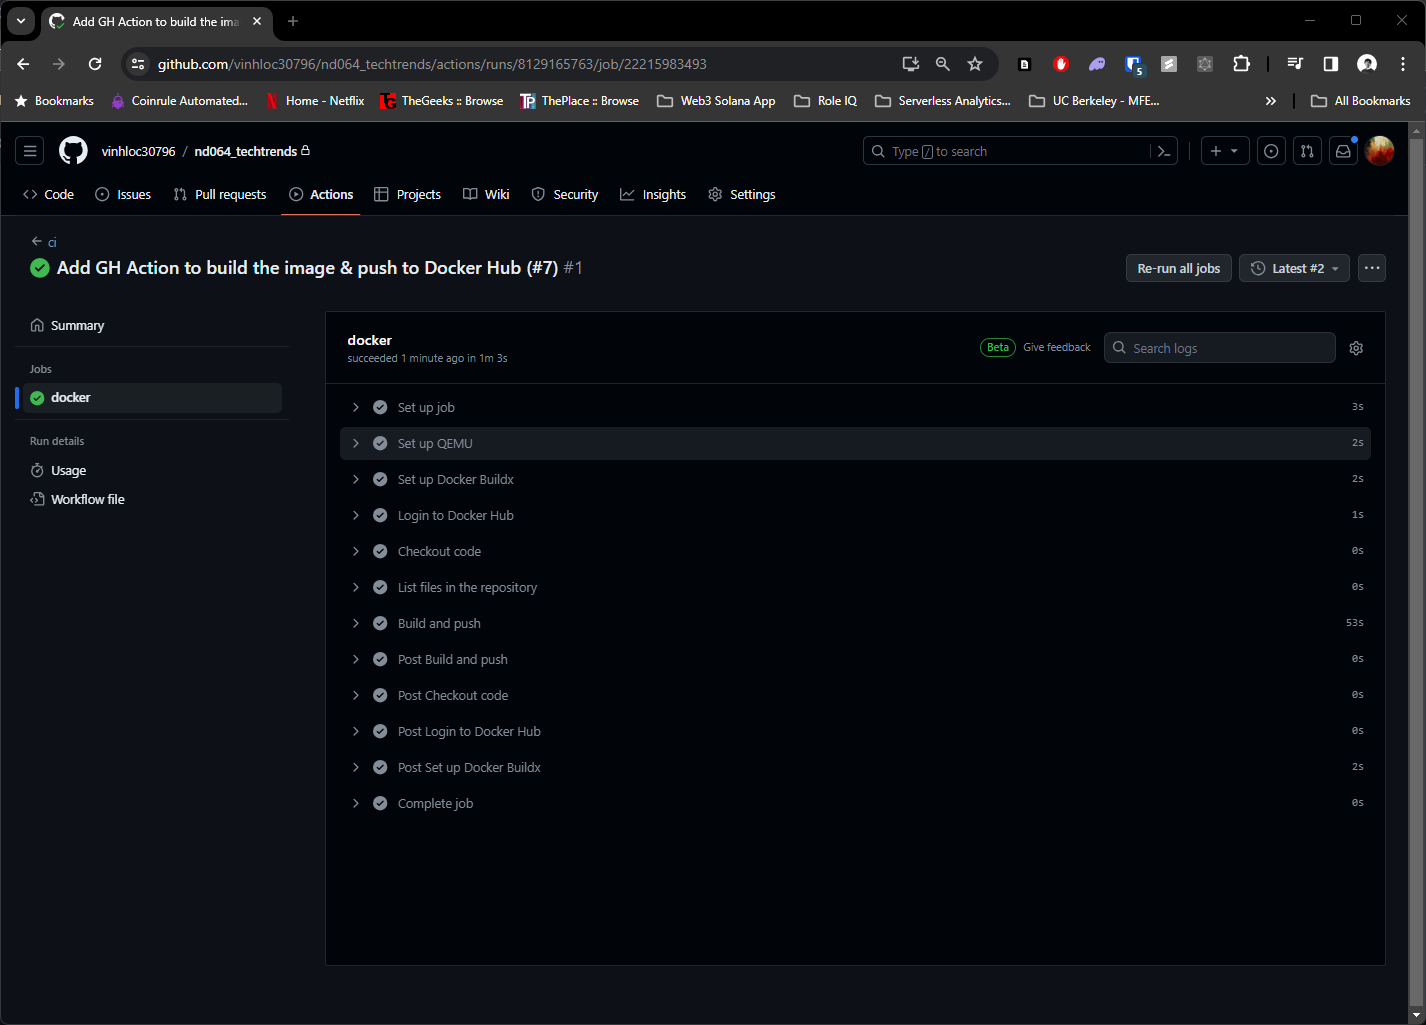 Add GH Action to build the ima
github.com/vinhloc30796/nd064_techtrends/actions/runs/8129165763/job/22215983493
5
Bookmarks Coinrule Automated... Home - Netflix TheGeeks :: Browse ThePlace :: Browse Web3 Solana App Role IQ Serverless Analytics... UC Berkeley - MFE... » All Bookmarks
vinhloc30796 / nd064_techtrends Type / to search
Code Issues Pull requests Actions Projects Wiki Security Insights Settings
ci
Add GH Action to build the image & push to Docker Hub (#7) #1 Re-run all jobs Latest #2
Summary
Jobs
docker
Run details
Usage
Workflow file
docker
succeeded 1 minute ago in 1m 3s
Beta Give feedback Search logs
Set up job 3s
Set up QEMU 2s
Set up Docker Buildx 2s
Login to Docker Hub 1s
Checkout code 0s
List files in the repository 0s
Build and push 53s
Post Build and push 0s
Post Checkout code 0s
Post Login to Docker Hub 0s
Post Set up Docker Buildx 2s
Complete job 0s